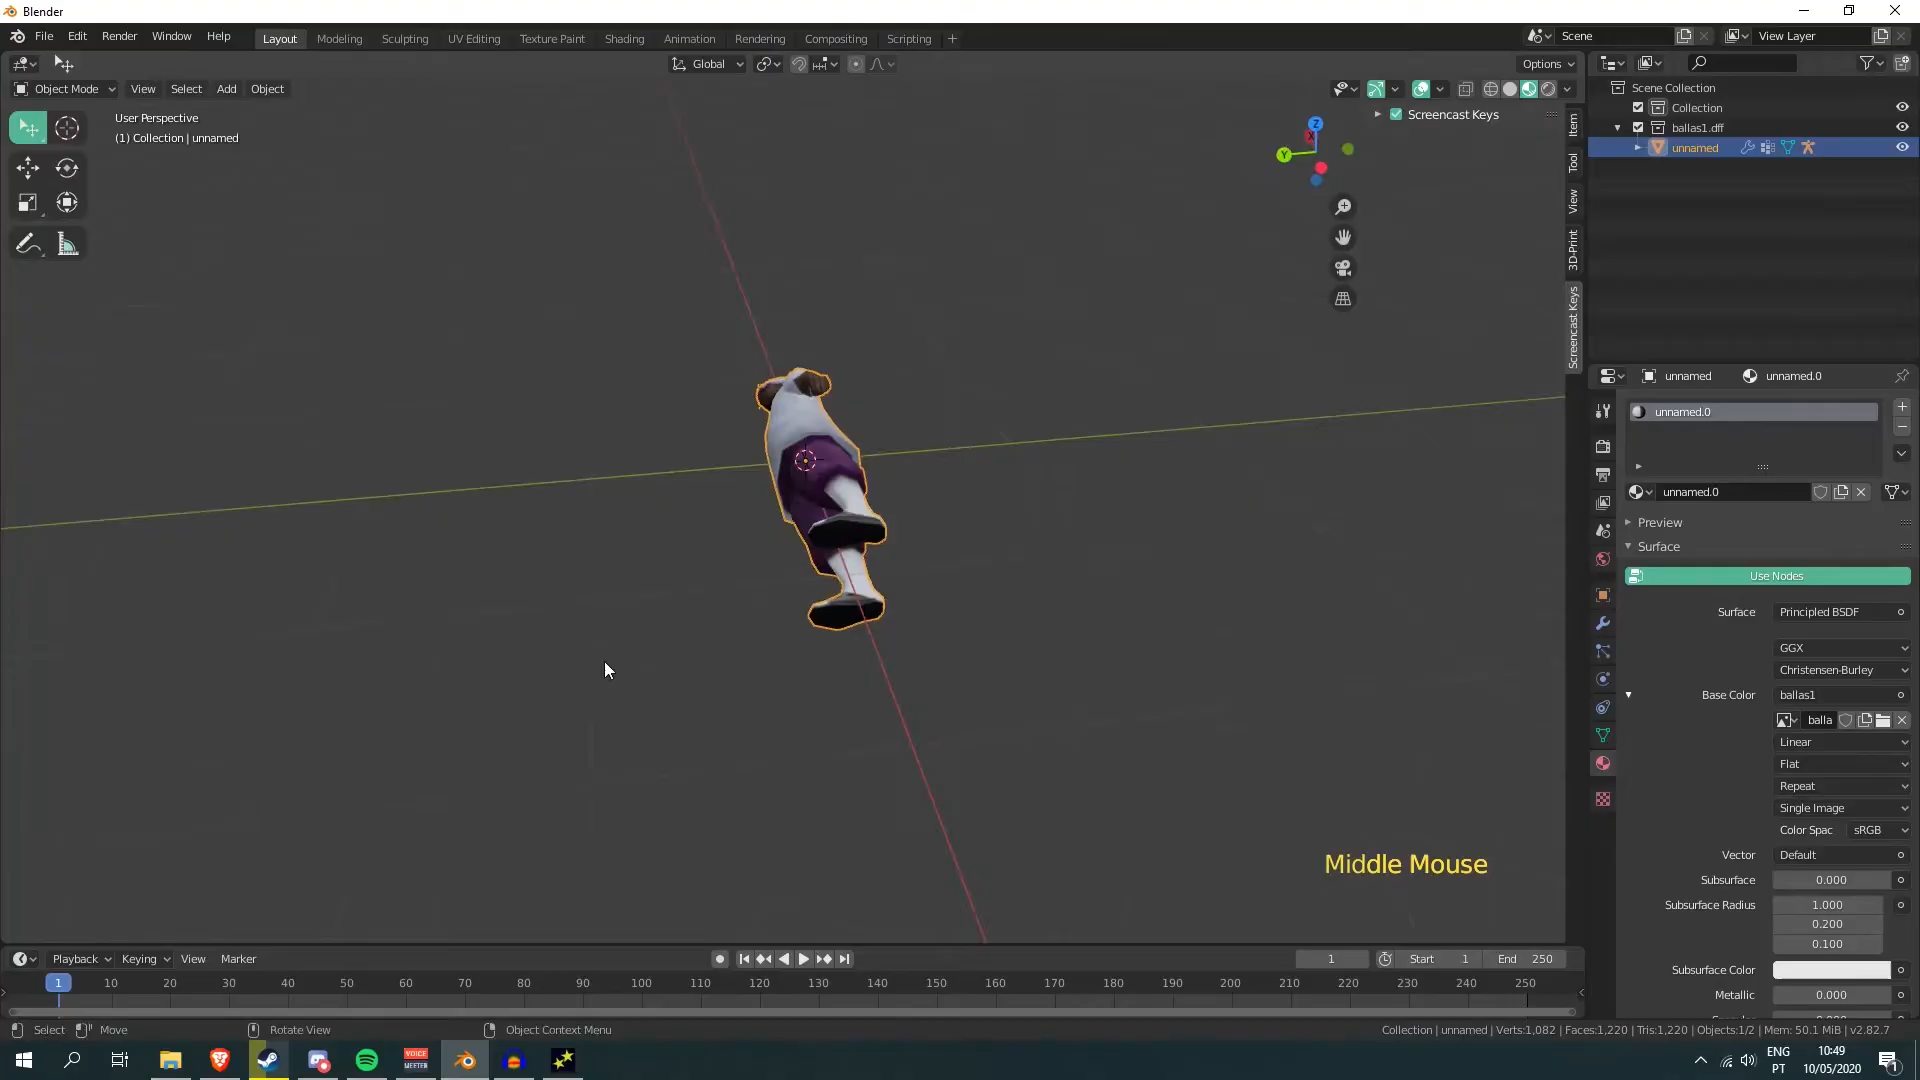 Blender
File Edit Render Window Help
Layout Modeling Sculpting UV Editing Texture Paint Shading Animation Rendering Compositing Scripting +
Scene
View Layer
Global
Options
Object Mode View Select Add Object
User Perspective
(1) Collection | unnamed
Screencast Keys
Z
X
Y
Item
Tool
View
3D-Print
Screencast Keys
Scene Collection
Collection
ballas1.dff
unnamed
unnamed unnamed.0
unnamed.0
unnamed.0
Preview
Surface
Use Nodes
Surface Principled BSDF
GGX
Christensen-Burley
Base Color ballas1
balla
Linear
Flat
Repeat
Single Image
Color Spac sRGB
Vector Default
Subsurface 0.000
Subsurface Radius 1.000
0.200
0.100
Subsurface Color
Metallic 0.000
Middle Mouse
Playback Keying View Marker
1 Start 1 End 250
1 10 20 30 40 50 60 70 80 90 100 110 120 130 140 150 160 170 180 190 200 210 220 230 240 250
Select Move Rotate View Object Context Menu
Collection | unnamed | Verts:1,082 | Faces:1,220 | Tris:1,220 | Objects:1/2 | Mem: 50.1 MiB | v2.82.7
VOICE
MEETER
ENG
PT
10:49
10/05/2020
1